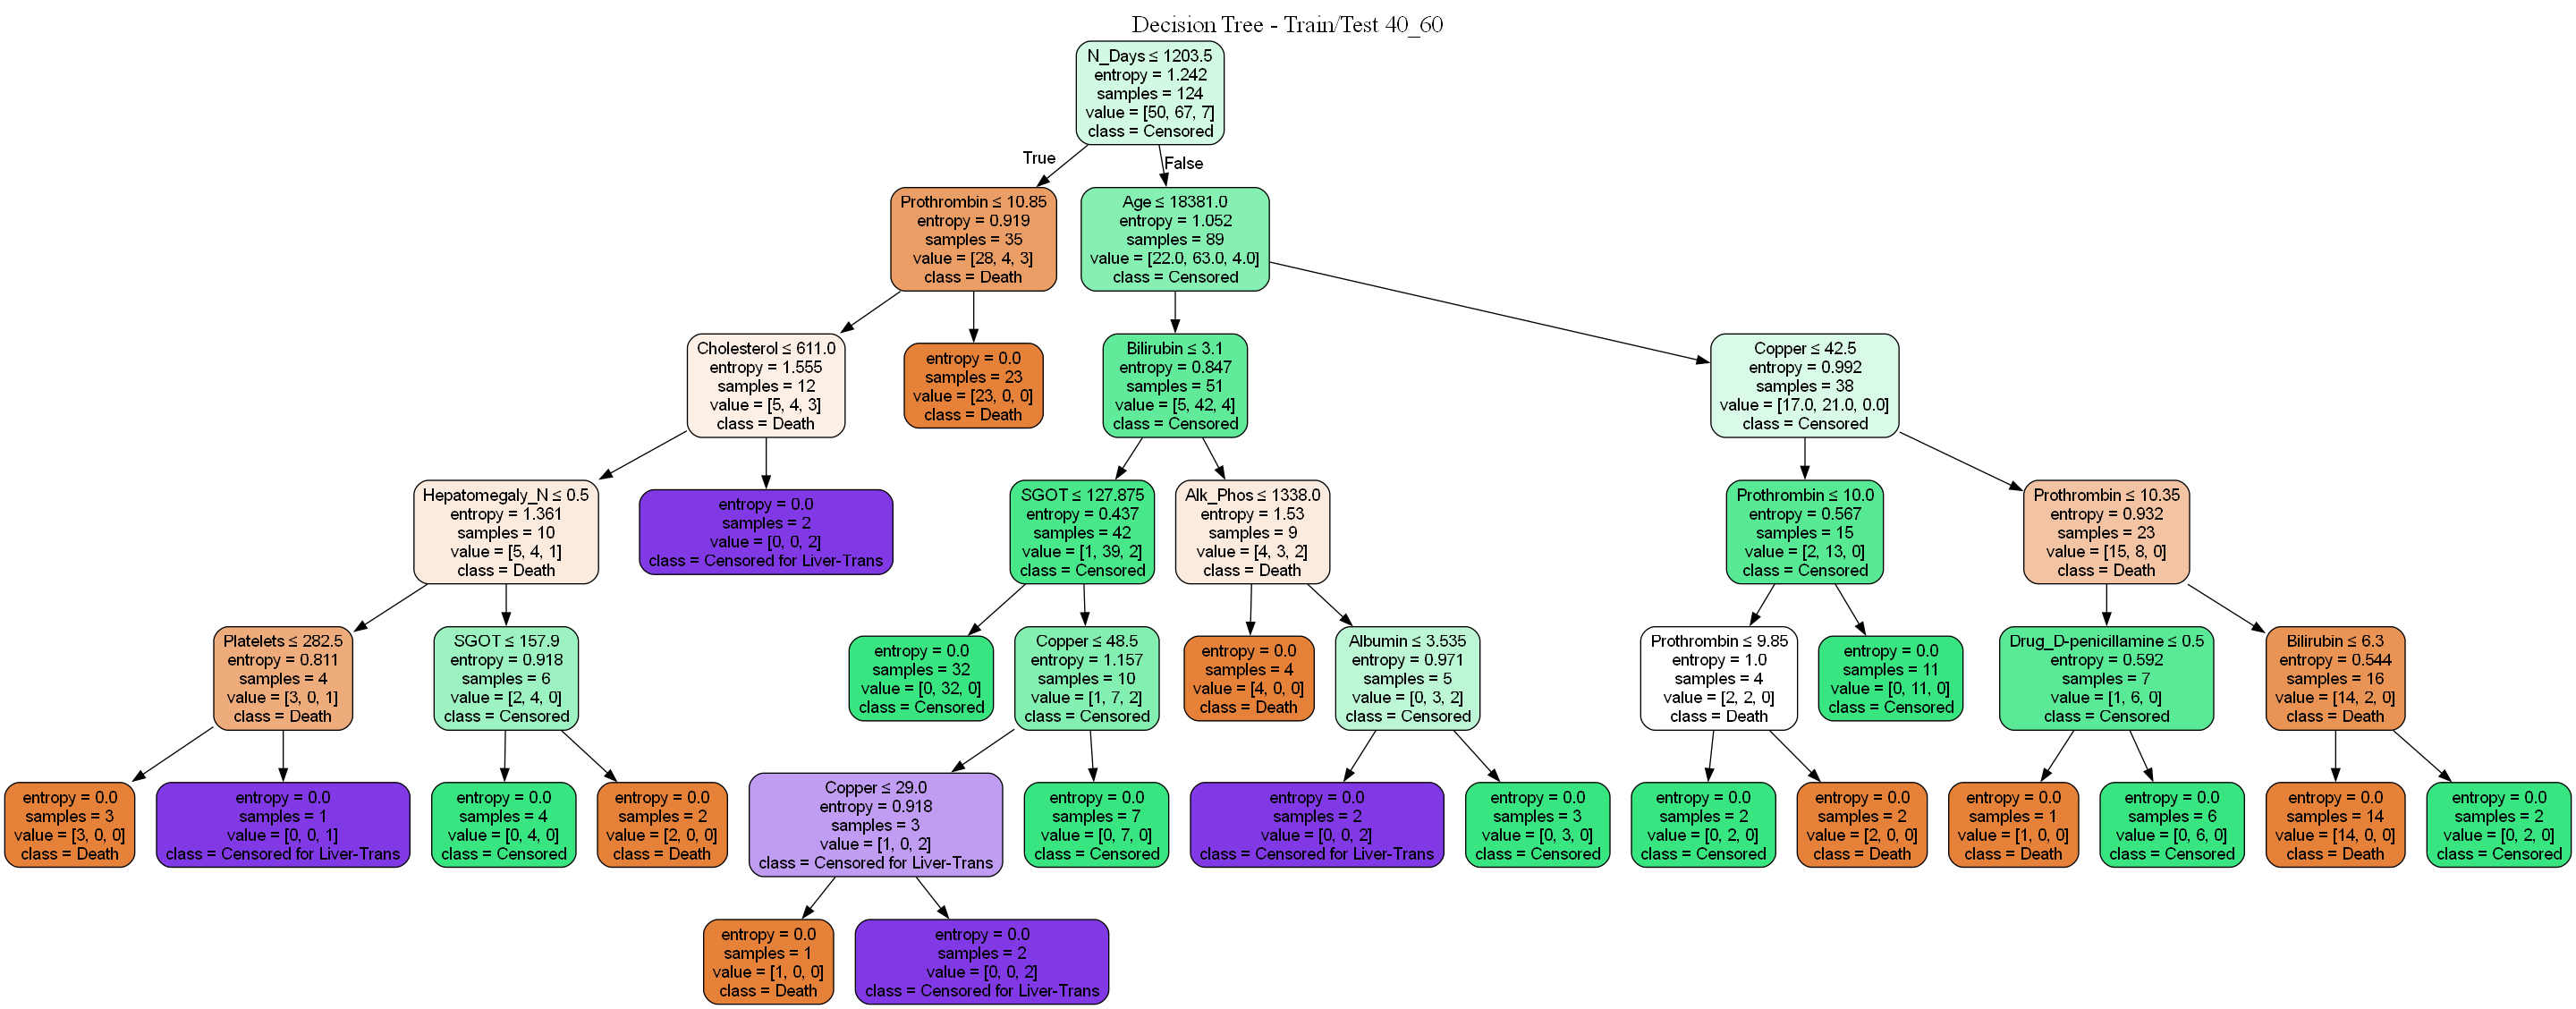 Decision Tree - Train/Test 40_60
N_Days ≤ 1203.5
entropy = 1.242
samples = 124
value = [50, 67, 7]
class = Censored
True
False
Prothrombin ≤ 10.85
entropy = 0.919
samples = 35
value = [28, 4, 3]
class = Death
Age ≤ 18381.0
entropy = 1.052
samples = 89
value = [22.0, 63.0, 4.0]
class = Censored
Cholesterol ≤ 611.0
entropy = 1.555
samples = 12
value = [5, 4, 3]
class = Death
entropy = 0.0
samples = 23
value = [23, 0, 0]
class = Death
Bilirubin ≤ 3.1
entropy = 0.847
samples = 51
value = [5, 42, 4]
class = Censored
Copper ≤ 42.5
entropy = 0.992
samples = 38
value = [17.0, 21.0, 0.0]
class = Censored
Hepatomegaly_N ≤ 0.5
entropy = 1.361
samples = 10
value = [5, 4, 1]
class = Death
entropy = 0.0
samples = 2
value = [0, 0, 2]
class = Censored for Liver-Trans
SGOT ≤ 127.875
entropy = 0.437
samples = 42
value = [1, 39, 2]
class = Censored
Alk_Phos ≤ 1338.0
entropy = 1.53
samples = 9
value = [4, 3, 2]
class = Death
Prothrombin ≤ 10.0
entropy = 0.567
samples = 15
value = [2, 13, 0]
class = Censored
Prothrombin ≤ 10.35
entropy = 0.932
samples = 23
value = [15, 8, 0]
class = Death
Platelets ≤ 282.5
entropy = 0.811
samples = 4
value = [3, 0, 1]
class = Death
SGOT ≤ 157.9
entropy = 0.918
samples = 6
value = [2, 4, 0]
class = Censored
entropy = 0.0
samples = 32
value = [0, 32, 0]
class = Censored
Copper ≤ 48.5
entropy = 1.157
samples = 10
value = [1, 7, 2]
class = Censored
entropy = 0.0
samples = 4
value = [4, 0, 0]
class = Death
Albumin ≤ 3.535
entropy = 0.971
samples = 5
value = [0, 3, 2]
class = Censored
Prothrombin ≤ 9.85
entropy = 1.0
samples = 4
value = [2, 2, 0]
class = Death
entropy = 0.0
samples = 11
value = [0, 11, 0]
class = Censored
Drug_D-penicillamine ≤ 0.5
entropy = 0.592
samples = 7
value = [1, 6, 0]
class = Censored
Bilirubin ≤ 6.3
entropy = 0.544
samples = 16
value = [14, 2, 0]
class = Death
entropy = 0.0
samples = 3
value = [3, 0, 0]
class = Death
entropy = 0.0
samples = 1
value = [0, 0, 1]
class = Censored for Liver-Trans
entropy = 0.0
samples = 4
value = [0, 4, 0]
class = Censored
entropy = 0.0
samples = 2
value = [2, 0, 0]
class = Death
Copper ≤ 29.0
entropy = 0.918
samples = 3
value = [1, 0, 2]
class = Censored for Liver-Trans
entropy = 0.0
samples = 7
value = [0, 7, 0]
class = Censored
entropy = 0.0
samples = 2
value = [0, 0, 2]
class = Censored for Liver-Trans
entropy = 0.0
samples = 3
value = [0, 3, 0]
class = Censored
entropy = 0.0
samples = 2
value = [0, 2, 0]
class = Censored
entropy = 0.0
samples = 2
value = [2, 0, 0]
class = Death
entropy = 0.0
samples = 1
value = [1, 0, 0]
class = Death
entropy = 0.0
samples = 6
value = [0, 6, 0]
class = Censored
entropy = 0.0
samples = 14
value = [14, 0, 0]
class = Death
entropy = 0.0
samples = 2
value = [0, 2, 0]
class = Censored
entropy = 0.0
samples = 1
value = [1, 0, 0]
class = Death
entropy = 0.0
samples = 2
value = [0, 0, 2]
class = Censored for Liver-Trans